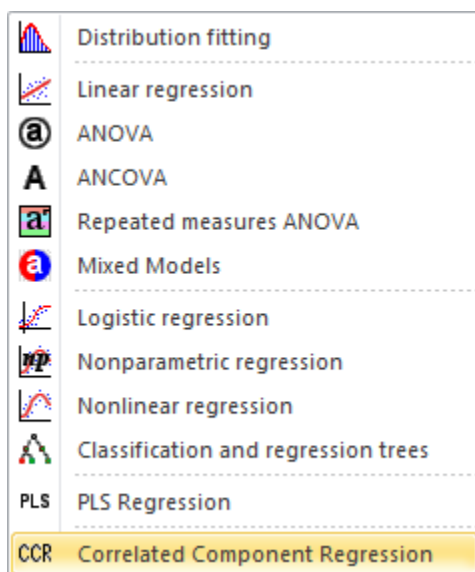 Distribution fitting
Linear regression
a ANOVA
A ANCOVA
a Repeated measures ANOVA
a Mixed Models
Logistic regression
np Nonparametric regression
Nonlinear regression
Classification and regression trees
PLS PLS Regression
CCR Correlated Component Regression